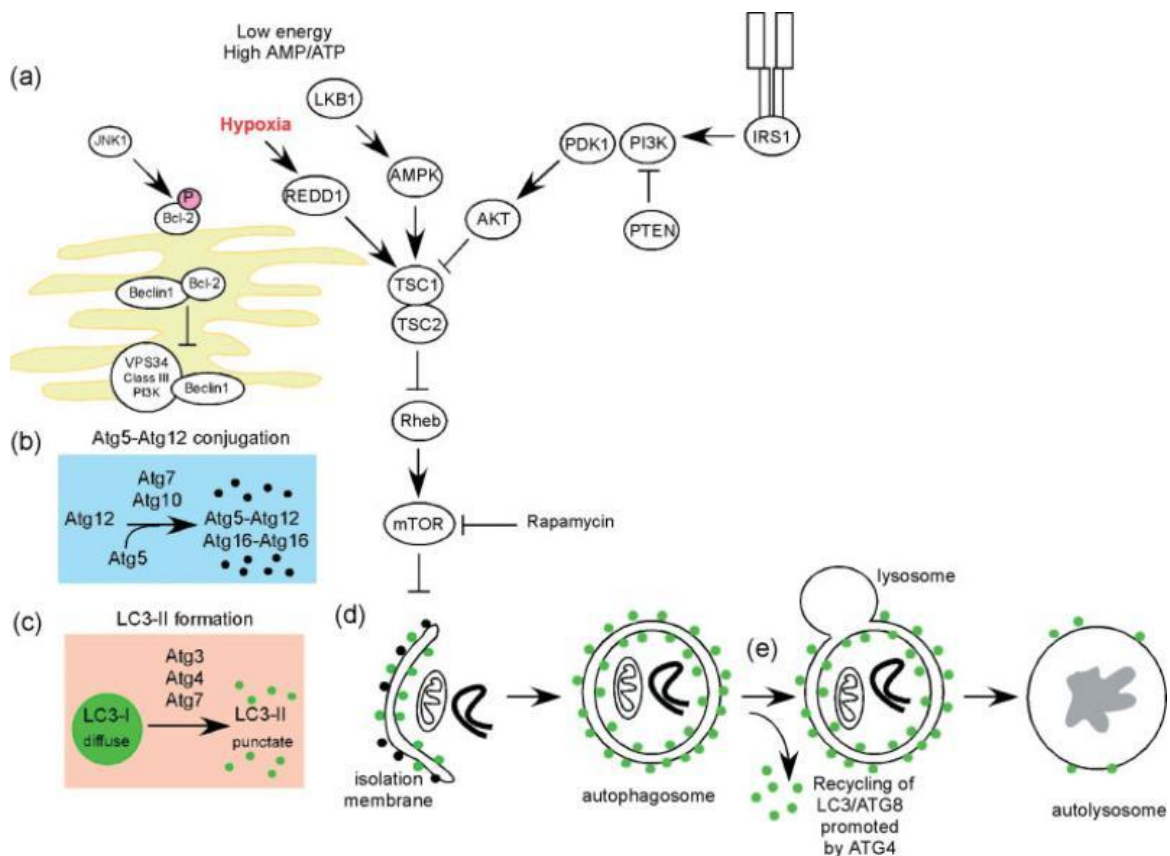 Low energy
High AMP/ATP
(a)
LKB1
Hypoxia
JNK1
P
Bcl-2
REDD1
AMPK
PDK1
PI3K
IRS1
AKT
PTEN
TSC1
TSC2
Beclin1
Bcl-2
VPS34
Class III
PI3K
Beclin1
Rheb
mTOR
Rapamycin
(b)
Atg5-Atg12 conjugation
Atg7
Atg10
Atg12
Atg5
Atg5-Atg12
Atg16-Atg16
(c)
LC3-II formation
Atg3
Atg4
Atg7
LC3-I
diffuse
LC3-II
punctate
(d)
isolation
membrane
autophagosome
(e)
lysosome
Recycling of
LC3/ATG8
promoted
by ATG4
autolysosome